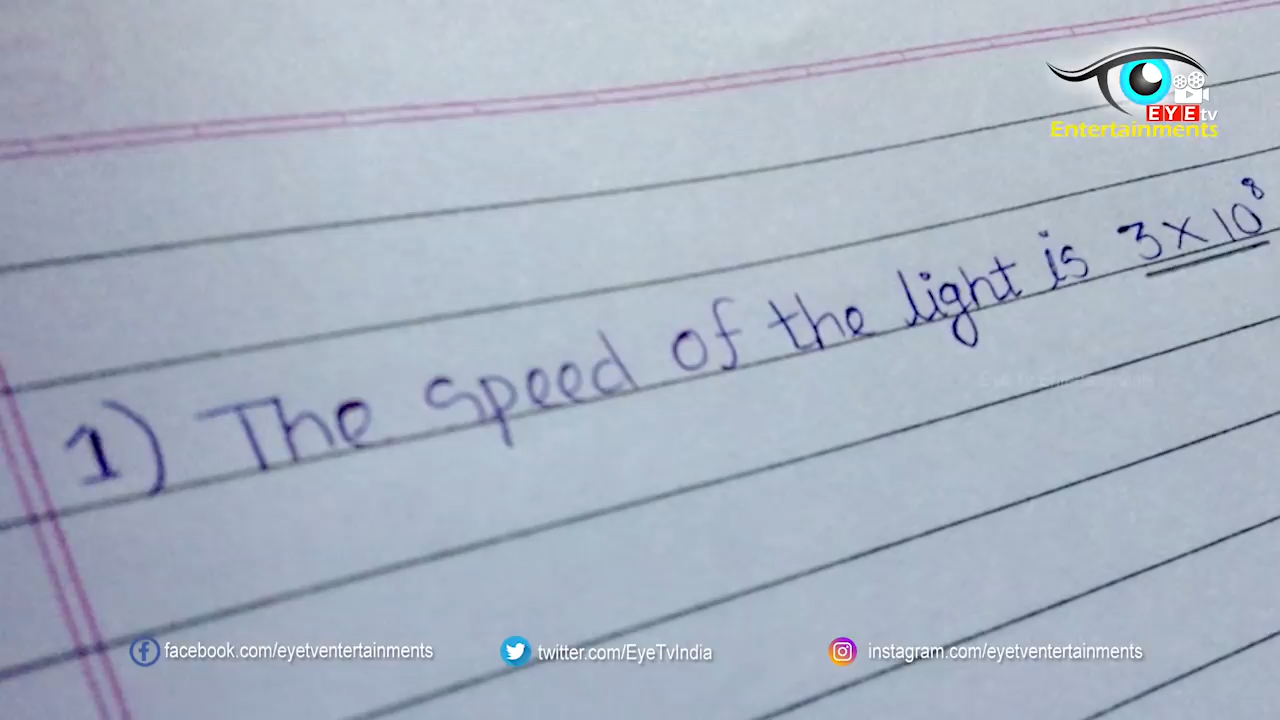 EYE tv
Entertainments
1) The speed of the light is 3×10⁸
facebook.com/eyetventertainments
twitter.com/EyeTvIndia
instagram.com/eyetventertainments